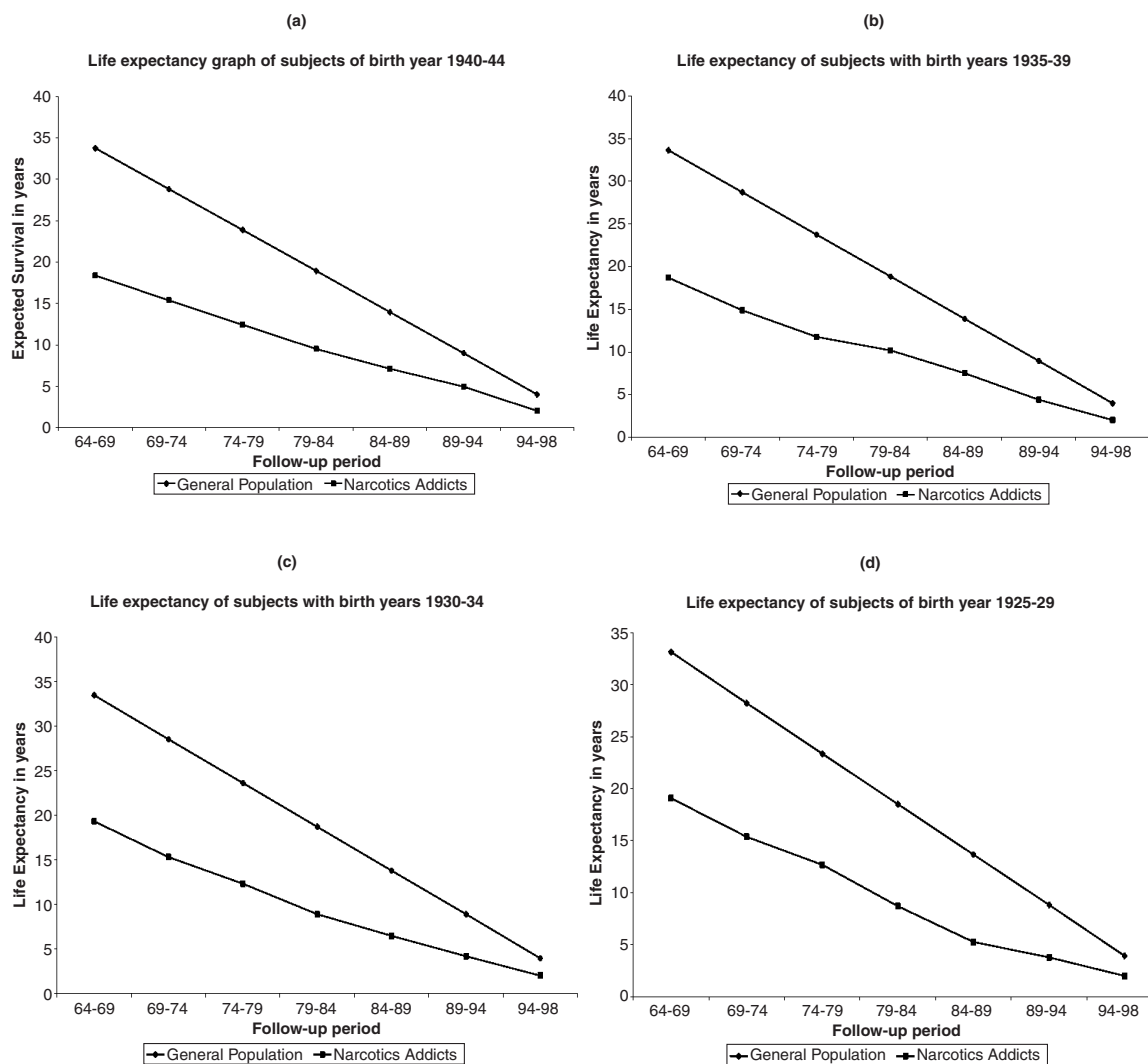 (a)
Life expectancy graph of subjects of birth year 1940-44
Expected Survival in years
40
35
30
25
20
15
10
5
0
64-69 69-74 74-79 79-84 84-89 89-94 94-98
Follow-up period
General Population Narcotics Addicts
(b)
Life expectancy of subjects with birth years 1935-39
Life Expectancy in years
40
35
30
25
20
15
10
5
0
64-69 69-74 74-79 79-84 84-89 89-94 94-98
Follow-up period
General Population Narcotics Addicts
(c)
Life expectancy of subjects with birth years 1930-34
Life Expectancy in years
40
35
30
25
20
15
10
5
0
64-69 69-74 74-79 79-84 84-89 89-94 94-98
Follow-up period
General Population Narcotics Addicts
(d)
Life expectancy of subjects of birth year 1925-29
Life Expectancy in years
35
30
25
20
15
10
5
0
64-69 69-74 74-79 79-84 84-89 89-94 94-98
Follow-up period
General Population Narcotics Addicts